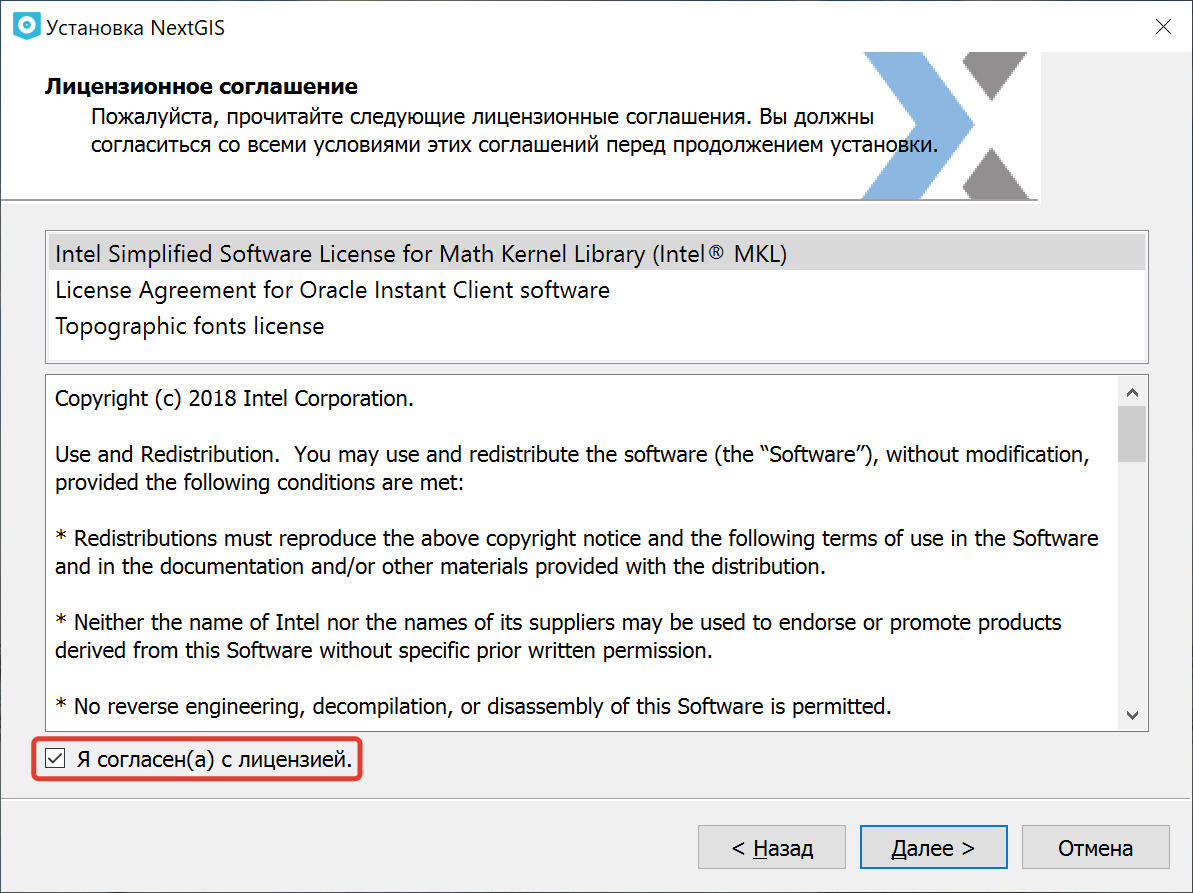 Установка NextGIS
Лицензионное соглашение
Пожалуйста, прочитайте следующие лицензионные соглашения. Вы должны
согласиться со всеми условиями этих соглашений перед продолжением установки.
Intel Simplified Software License for Math Kernel Library (Intel® MKL)
License Agreement for Oracle Instant Client software
Topographic fonts license
Copyright (c) 2018 Intel Corporation.
Use and Redistribution.  You may use and redistribute the software (the “Software”), without modification,
provided the following conditions are met:
* Redistributions must reproduce the above copyright notice and the following terms of use in the Software
and in the documentation and/or other materials provided with the distribution.
* Neither the name of Intel nor the names of its suppliers may be used to endorse or promote products
derived from this Software without specific prior written permission.
* No reverse engineering, decompilation, or disassembly of this Software is permitted.
Я согласен(а) с лицензией.
< Назад
Далее >
Отмена